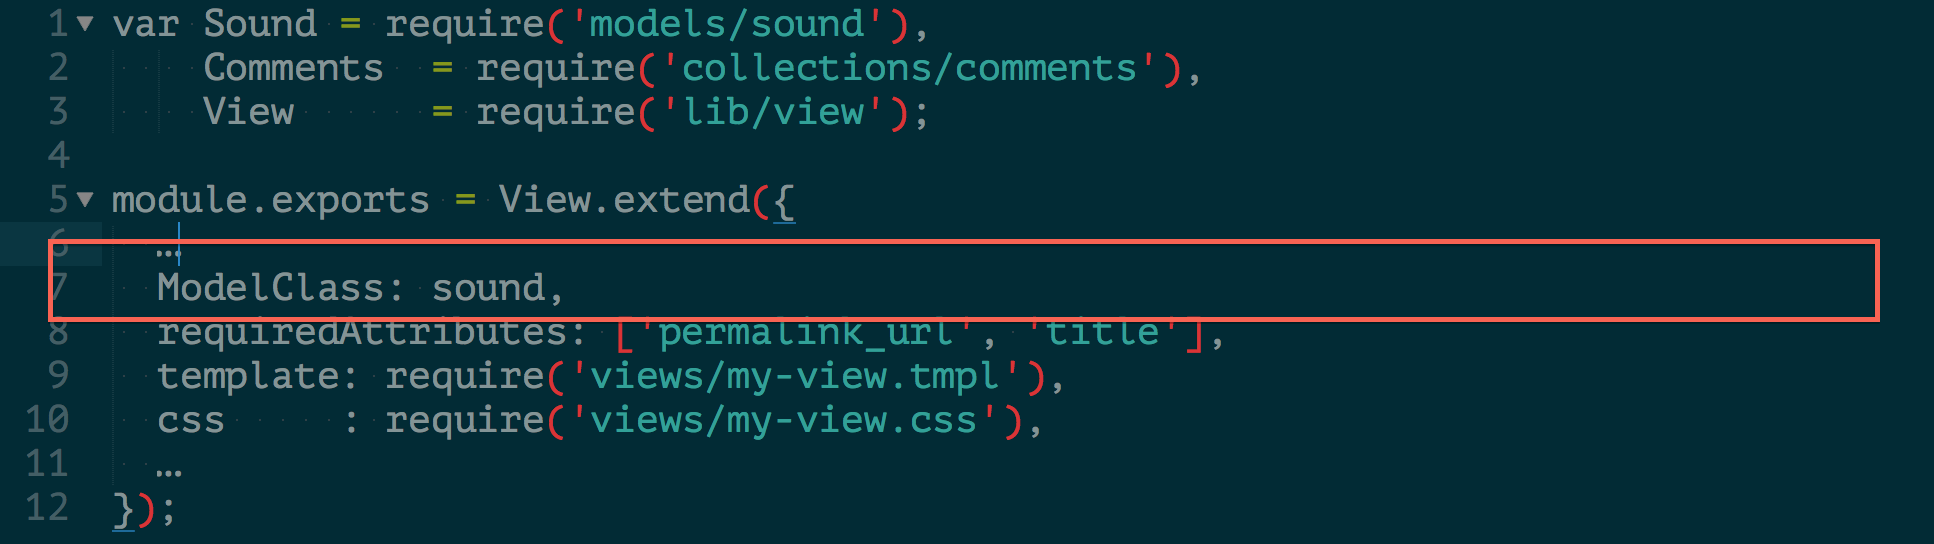 1 var Sound = require('models/sound'),
2 Comments = require('collections/comments'),
3 View = require('lib/view');
4
5 module.exports = View.extend({
6 …
7 ModelClass: sound,
8 requiredAttributes: ['permalink_url', 'title'],
9 template: require('views/my-view.tmpl'),
10 css : require('views/my-view.css'),
11 …
12 });